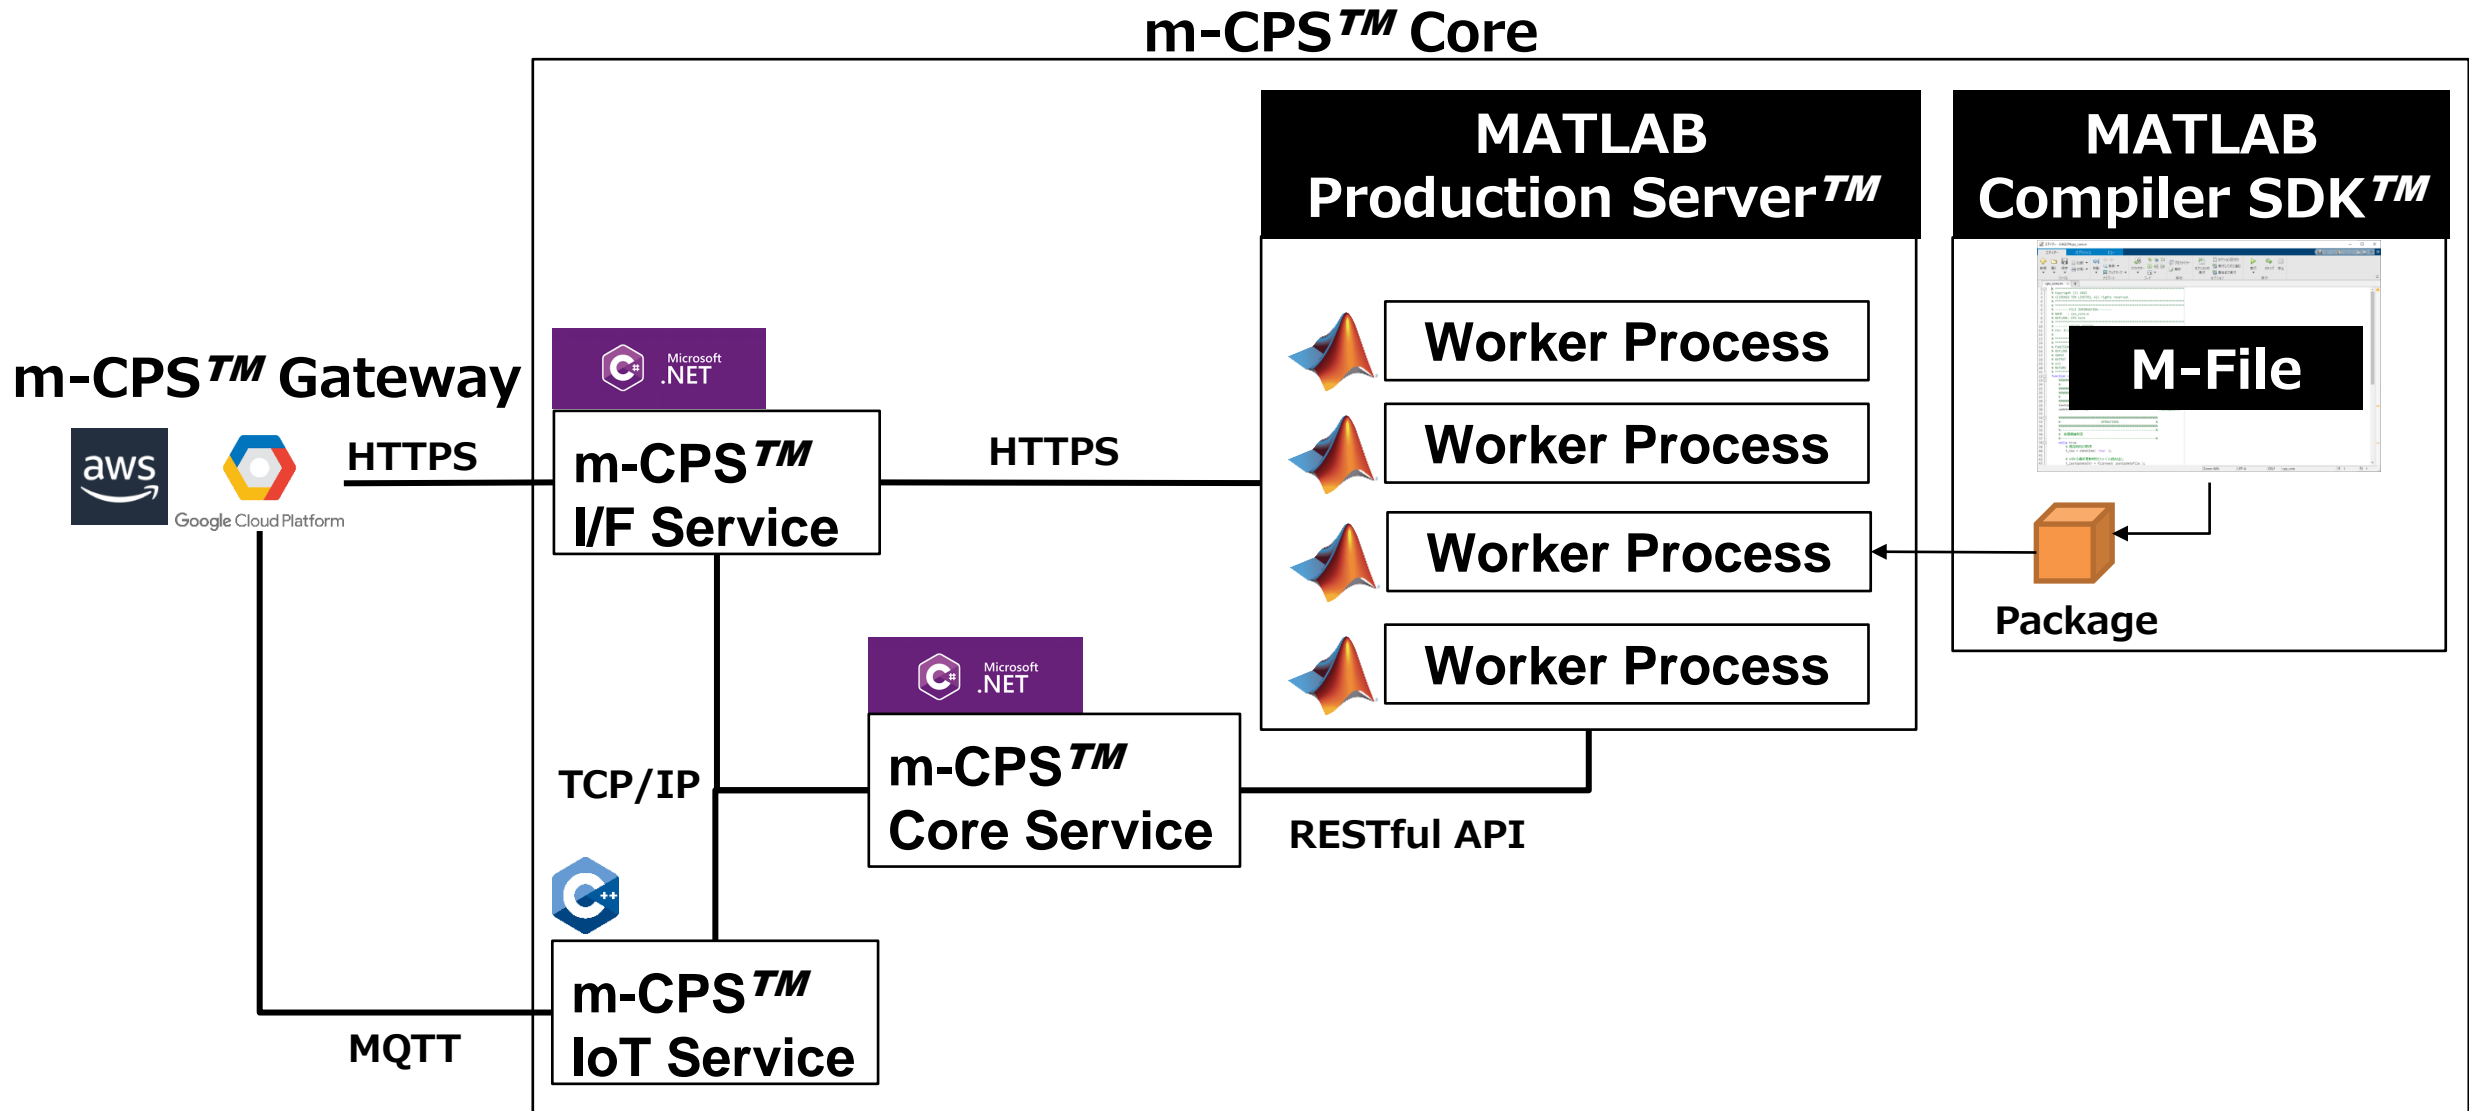 m-CPS™ Core
MATLAB
Production Server™
MATLAB
Compiler SDK™
Worker Process
Worker Process
Worker Process
Worker Process
M-File
Package
m-CPS™ Gateway
aws
Google Cloud Platform
HTTPS
C#
Microsoft
.NET
m-CPS™
I/F Service
HTTPS
C#
Microsoft
.NET
m-CPS™
Core Service
TCP/IP
RESTful API
C++
m-CPS™
IoT Service
MQTT